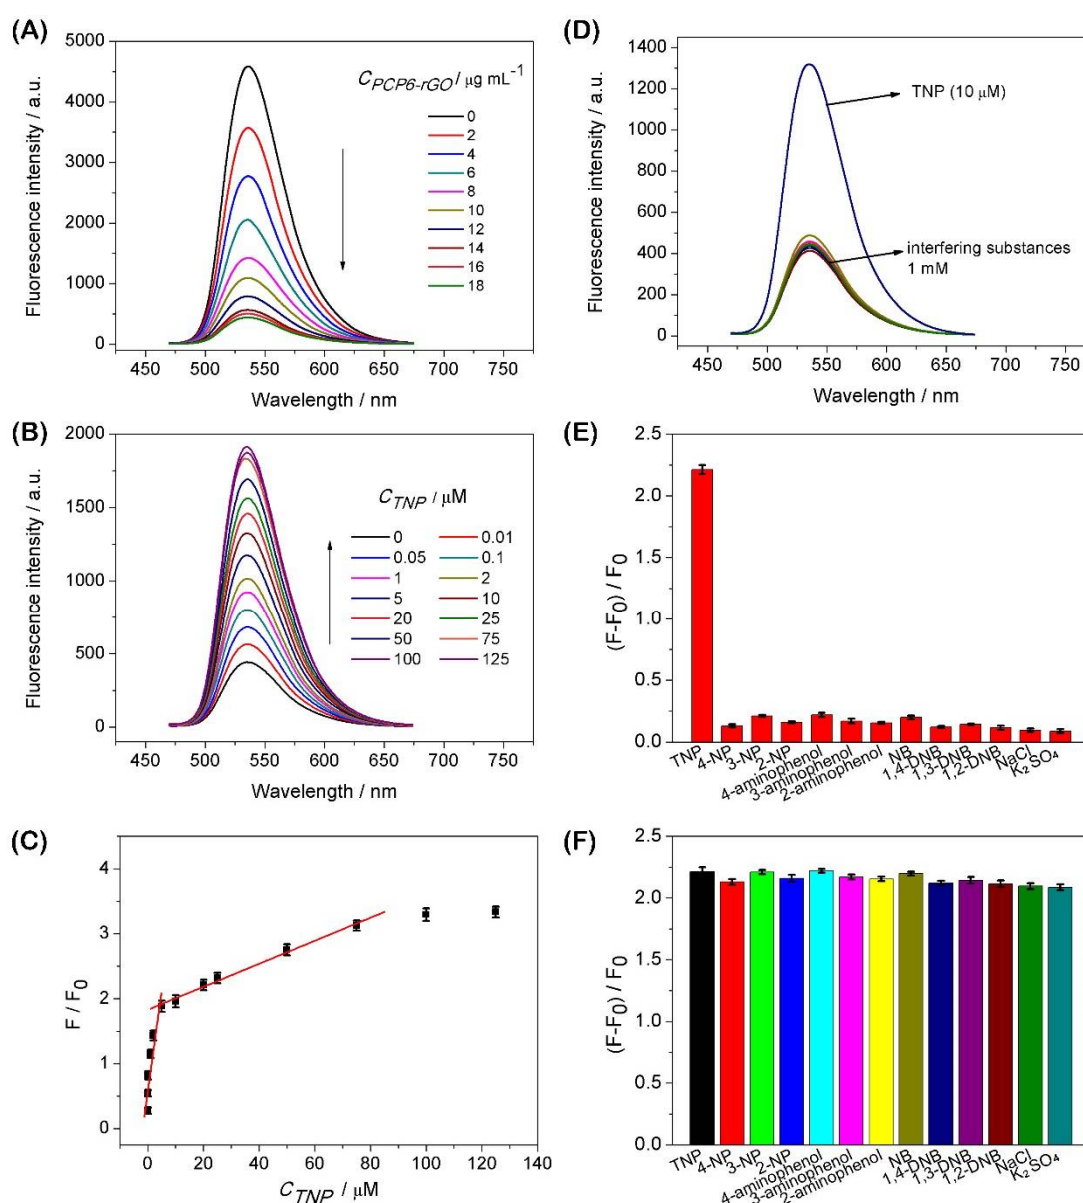 (A)
5000
4000
3000
2000
1000
0
Fluorescence intensity / a.u.
C_PCP6-rGO / μg mL⁻¹
0
2
4
6
8
10
12
14
16
18
450 500 550 600 650 700 750
Wavelength / nm
(B)
2000
1500
1000
500
0
Fluorescence intensity / a.u.
C_TNP / μM
0 0.01
0.05 0.1
1 2
5 10
20 25
50 75
100 125
450 500 550 600 650 700 750
Wavelength / nm
(C)
4
3
2
1
0
F / F₀
0 20 40 60 80 100 120 140
C_TNP / μM
(D)
1400
1200
1000
800
600
400
200
0
Fluorescence intensity / a.u.
TNP (10 μM)
interfering substances
1 mM
450 500 550 600 650 700 750
Wavelength / nm
(E)
2.5
2.0
1.5
1.0
0.5
0.0
(F-F₀) / F₀
TNP
4-NP
3-NP
2-NP
4-aminophenol
3-aminophenol
2-aminophenol
NB
1,4-DNB
1,3-DNB
1,2-DNB
NaCl
K₂SO₄
(F)
2.5
2.0
1.5
1.0
0.5
0.0
(F-F₀) / F₀
TNP
4-NP
3-NP
2-NP
4-aminophenol
3-aminophenol
2-aminophenol
NB
1,4-DNB
1,3-DNB
1,2-DNB
NaCl
K₂SO₄